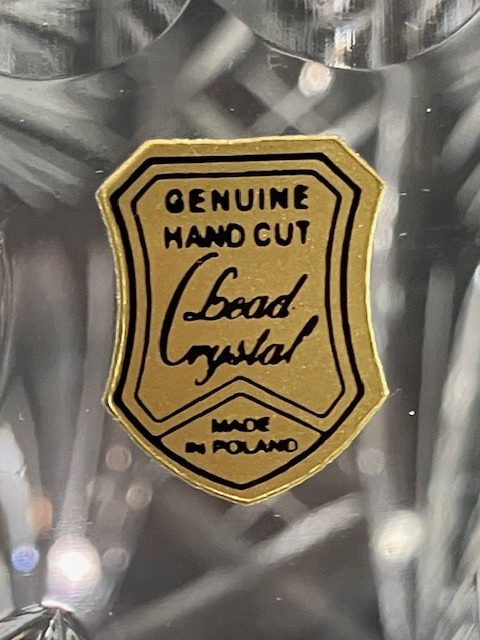 GENUINE
HAND CUT
Lead
Crystal
MADE
IN POLAND